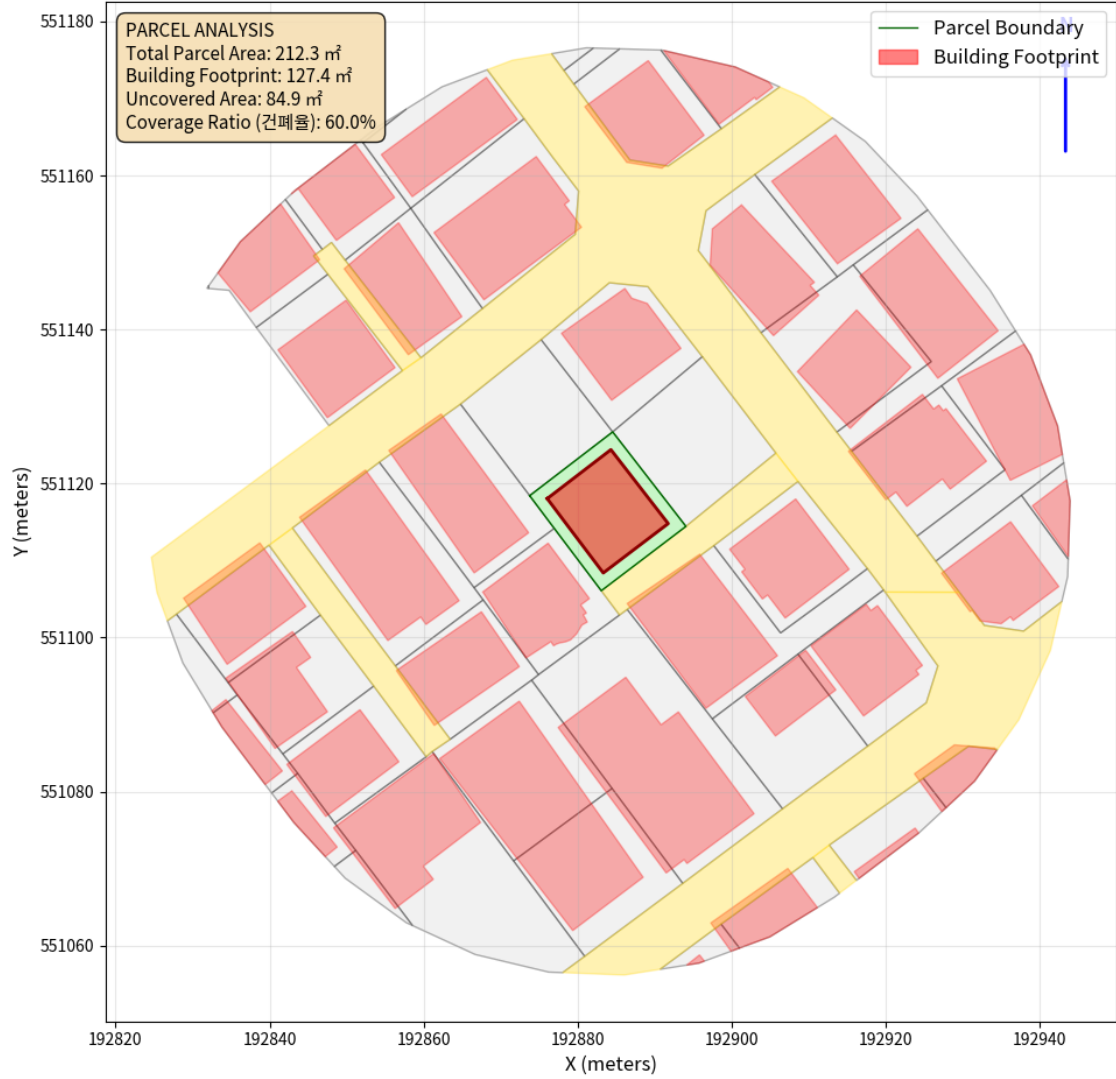 PARCEL ANALYSIS
Total Parcel Area: 212.3 ㎡
Building Footprint: 127.4 ㎡
Uncovered Area: 84.9 ㎡
Coverage Ratio (건폐율): 60.0%
Parcel Boundary
Building Footprint
N
551180
551160
551140
551120
551100
551080
551060
Y (meters)
192820
192840
192860
192880
192900
192920
192940
X (meters)